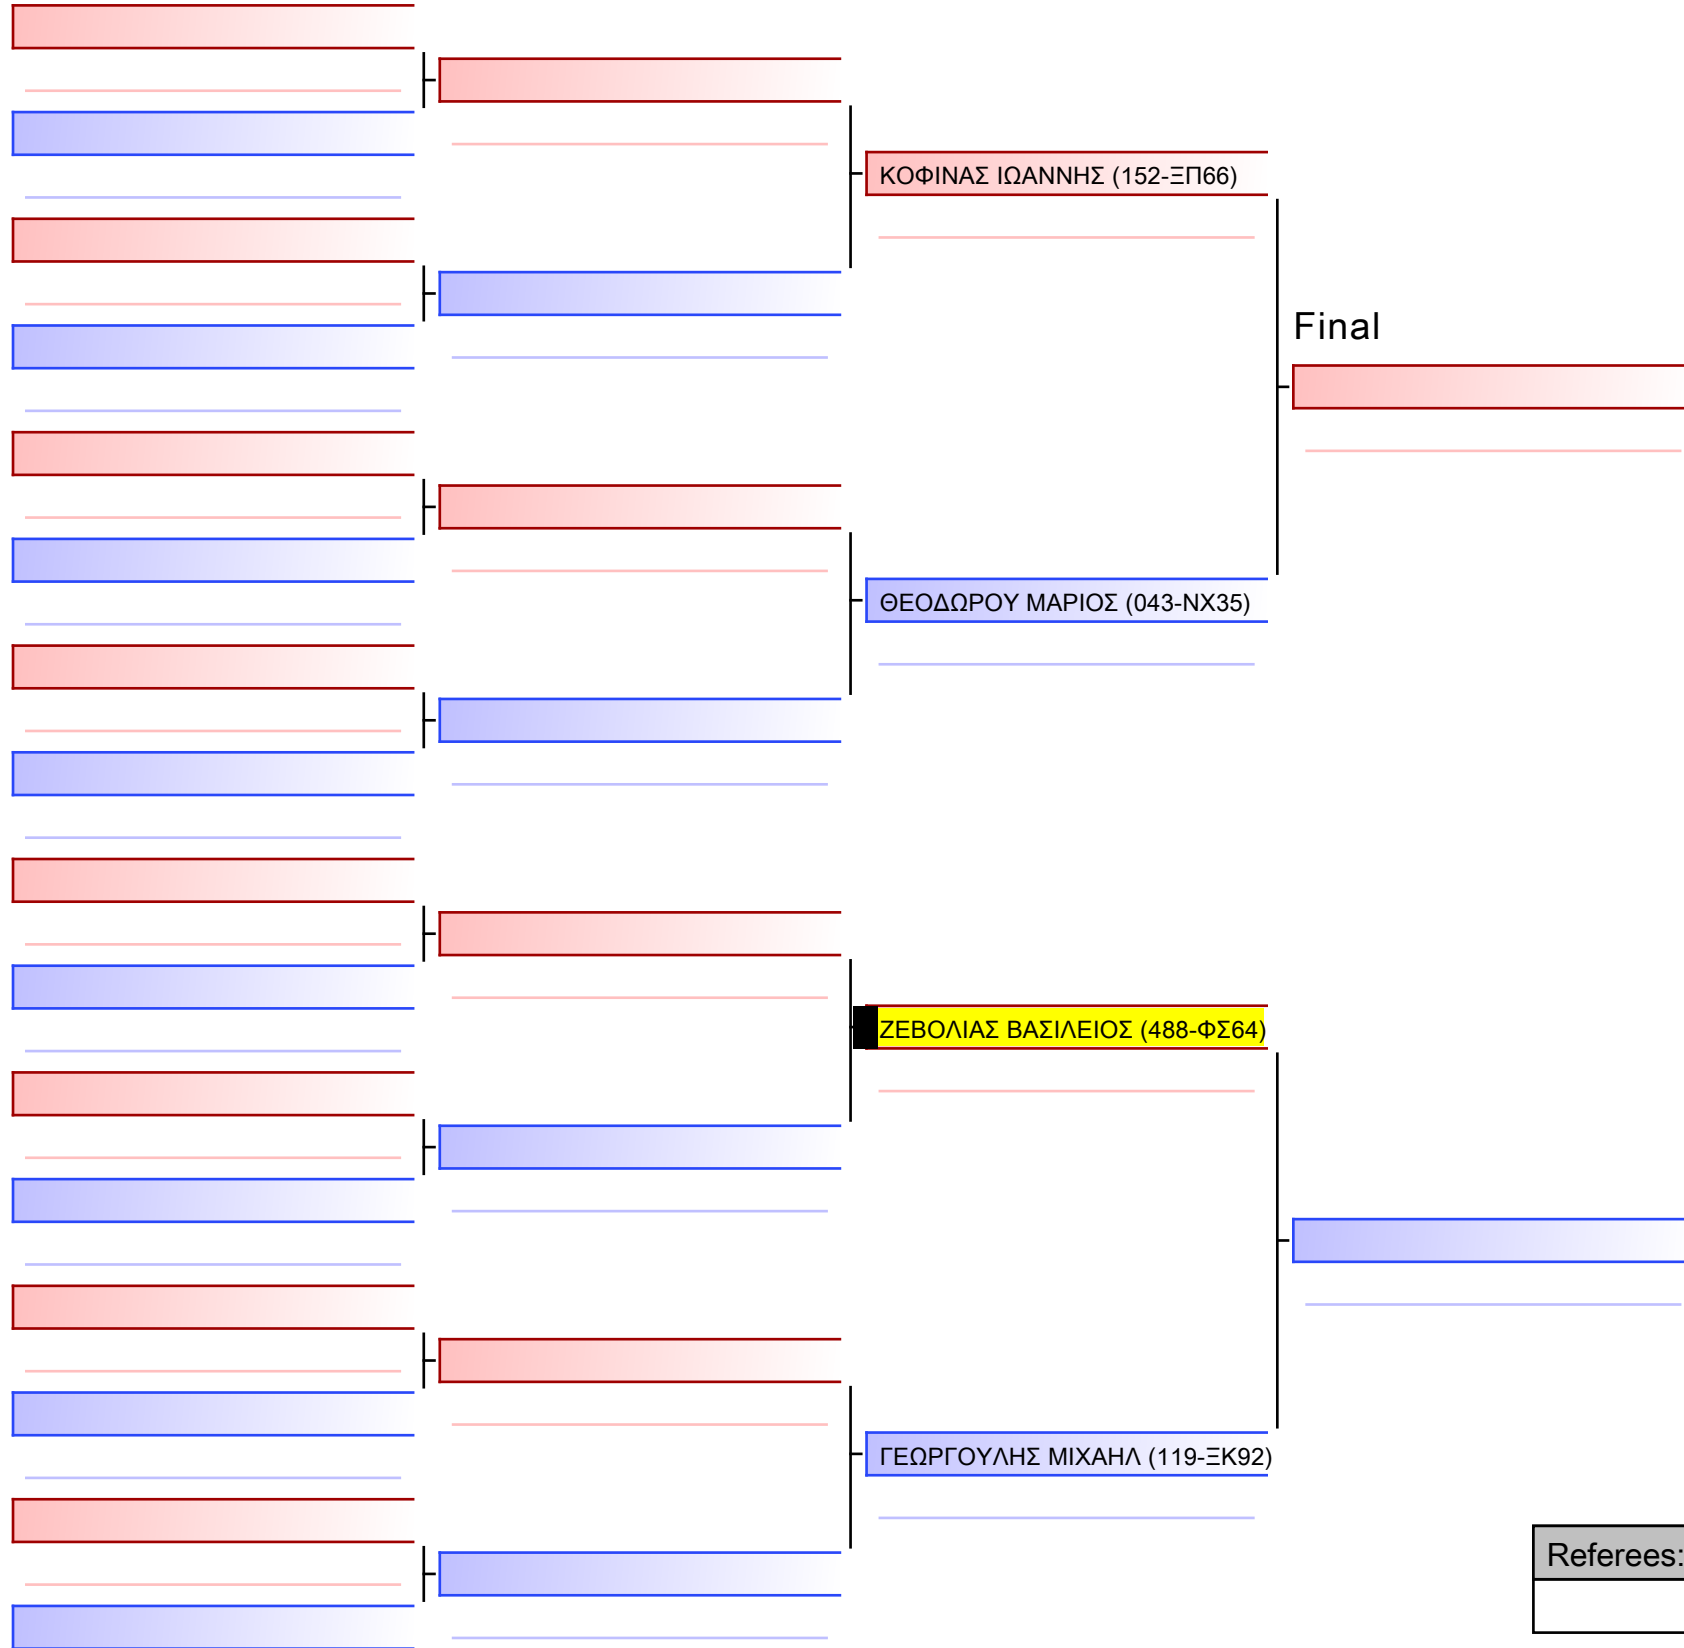 ΚΟΦΙΝΑΣ ΙΩΑΝΝΗΣ (152-ΞΠ66)
Final
ΘΕΟΔΩΡΟΥ ΜΑΡΙΟΣ (043-ΝΧ35)
ΖΕΒΟΛΙΑΣ ΒΑΣΙΛΕΙΟΣ (488-ΦΣ64)
ΓΕΩΡΓΟΥΛΗΣ ΜΙΧΑΗΛ (119-ΞΚ92)
Referees: